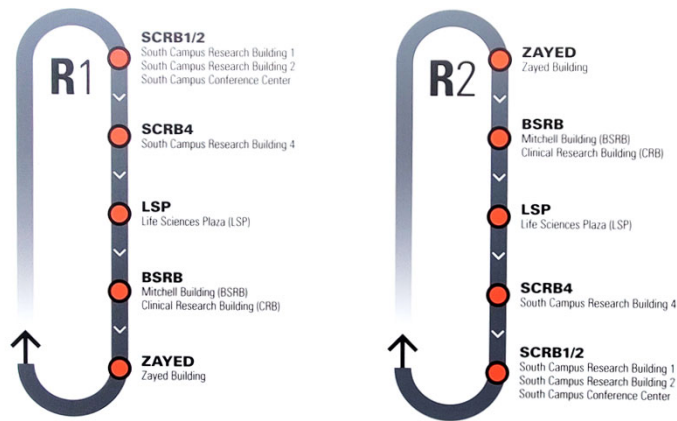 R1
SCRB1/2
South Campus Research Building 1
South Campus Research Building 2
South Campus Conference Center
SCRB4
South Campus Research Building 4
LSP
Life Sciences Plaza (LSP)
BSRB
Mitchell Building (BSRB)
Clinical Research Building (CRB)
ZAYED
Zayed Building
R2
ZAYED
Zayed Building
BSRB
Mitchell Building (BSRB)
Clinical Research Building (CRB)
LSP
Life Sciences Plaza (LSP)
SCRB4
South Campus Research Building 4
SCRB1/2
South Campus Research Building 1
South Campus Research Building 2
South Campus Conference Center